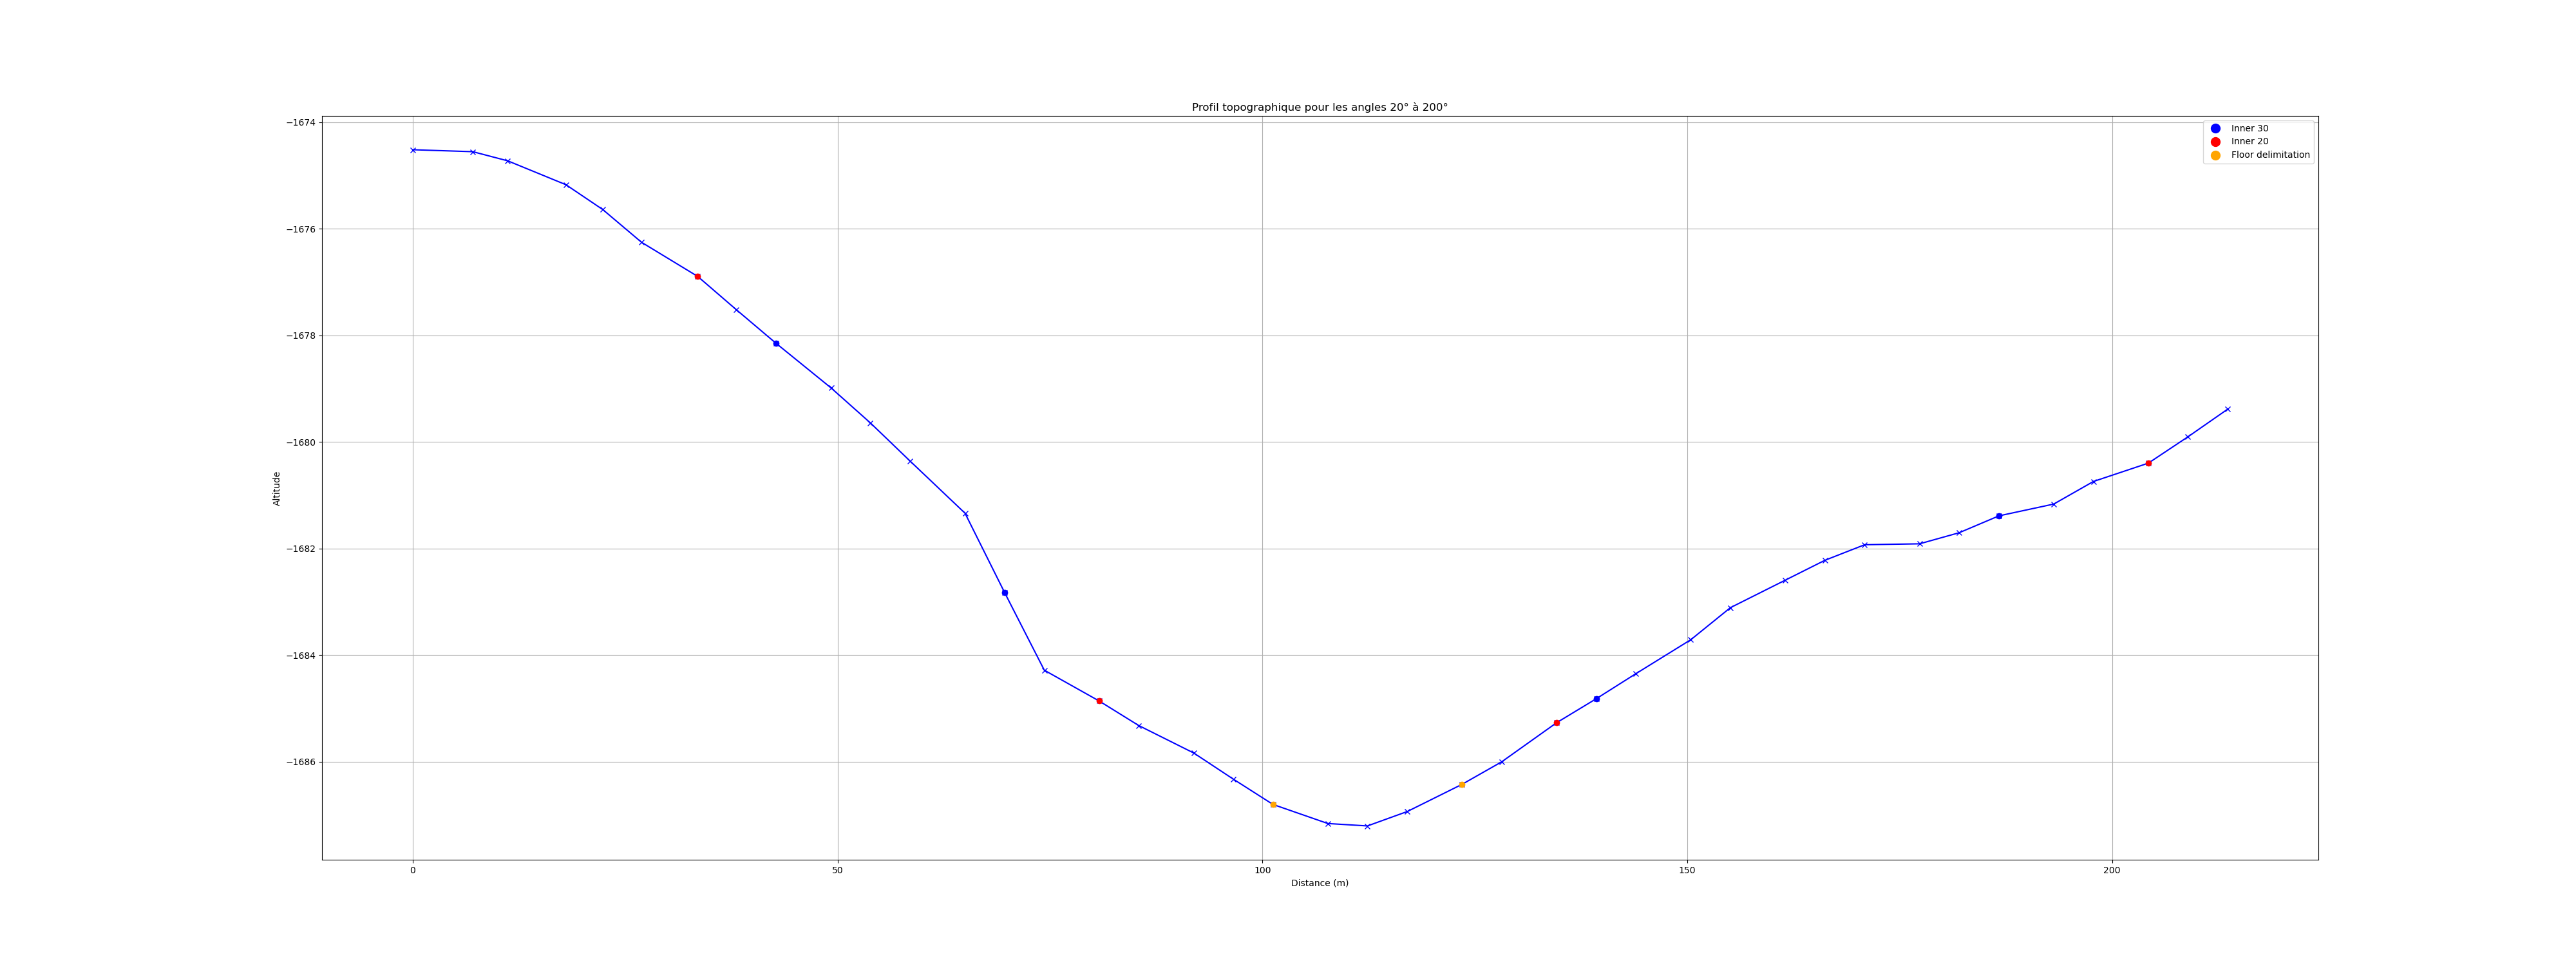 Profil topographique pour les angles 20° à 200°
Inner 30
Inner 20
Floor delimitation
−1674
−1676
−1678
−1680
−1682
−1684
−1686
Altitude
0
50
100
150
200
Distance (m)